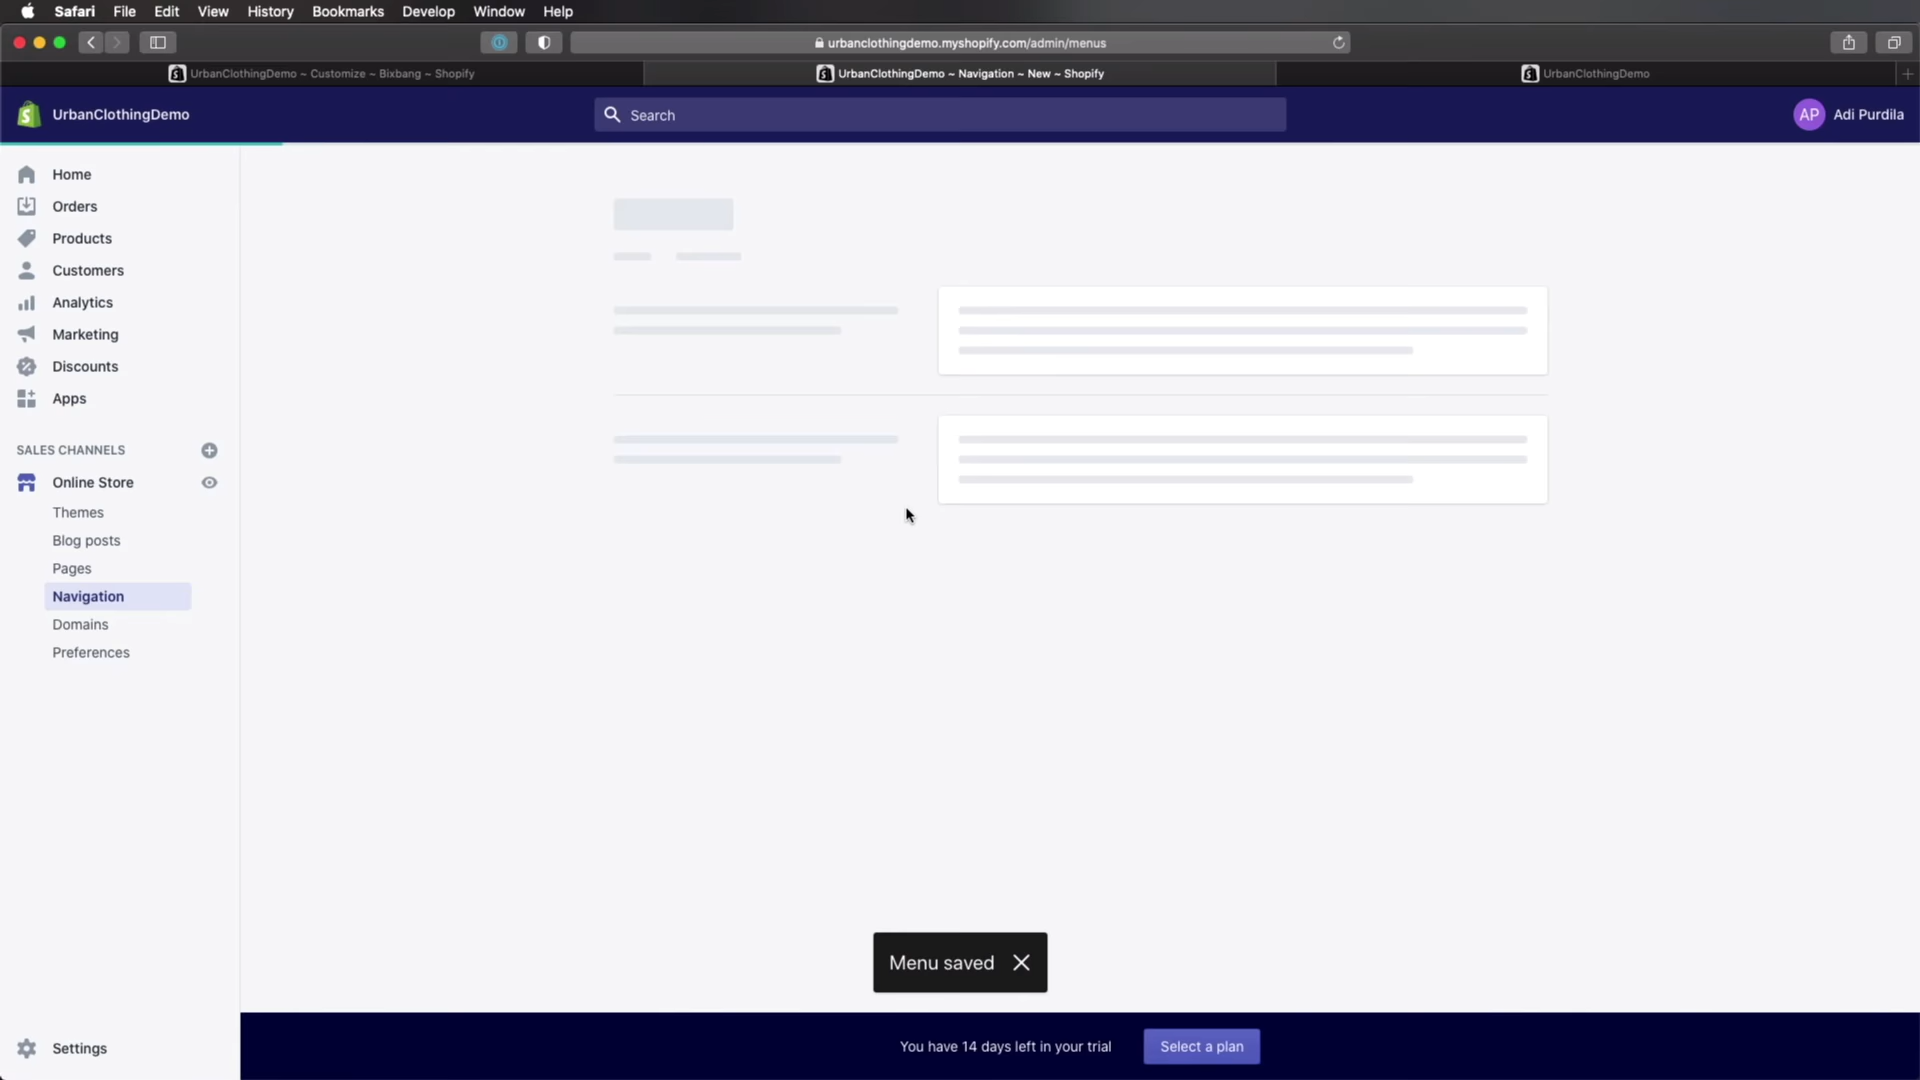 Safari File Edit View History Bookmarks Develop Window Help
urbanclothingdemo.myshopify.com/admin/menus
UrbanClothingDemo ~ Customize ~ Bixbang ~ Shopify
UrbanClothingDemo ~ Navigation ~ New ~ Shopify
UrbanClothingDemo
UrbanClothingDemo
Search
AP Adi Purdila
Home
Orders
Products
Customers
Analytics
Marketing
Discounts
Apps
SALES CHANNELS
Online Store
Themes
Blog posts
Pages
Navigation
Domains
Preferences
Menu saved
Settings
You have 14 days left in your trial
Select a plan